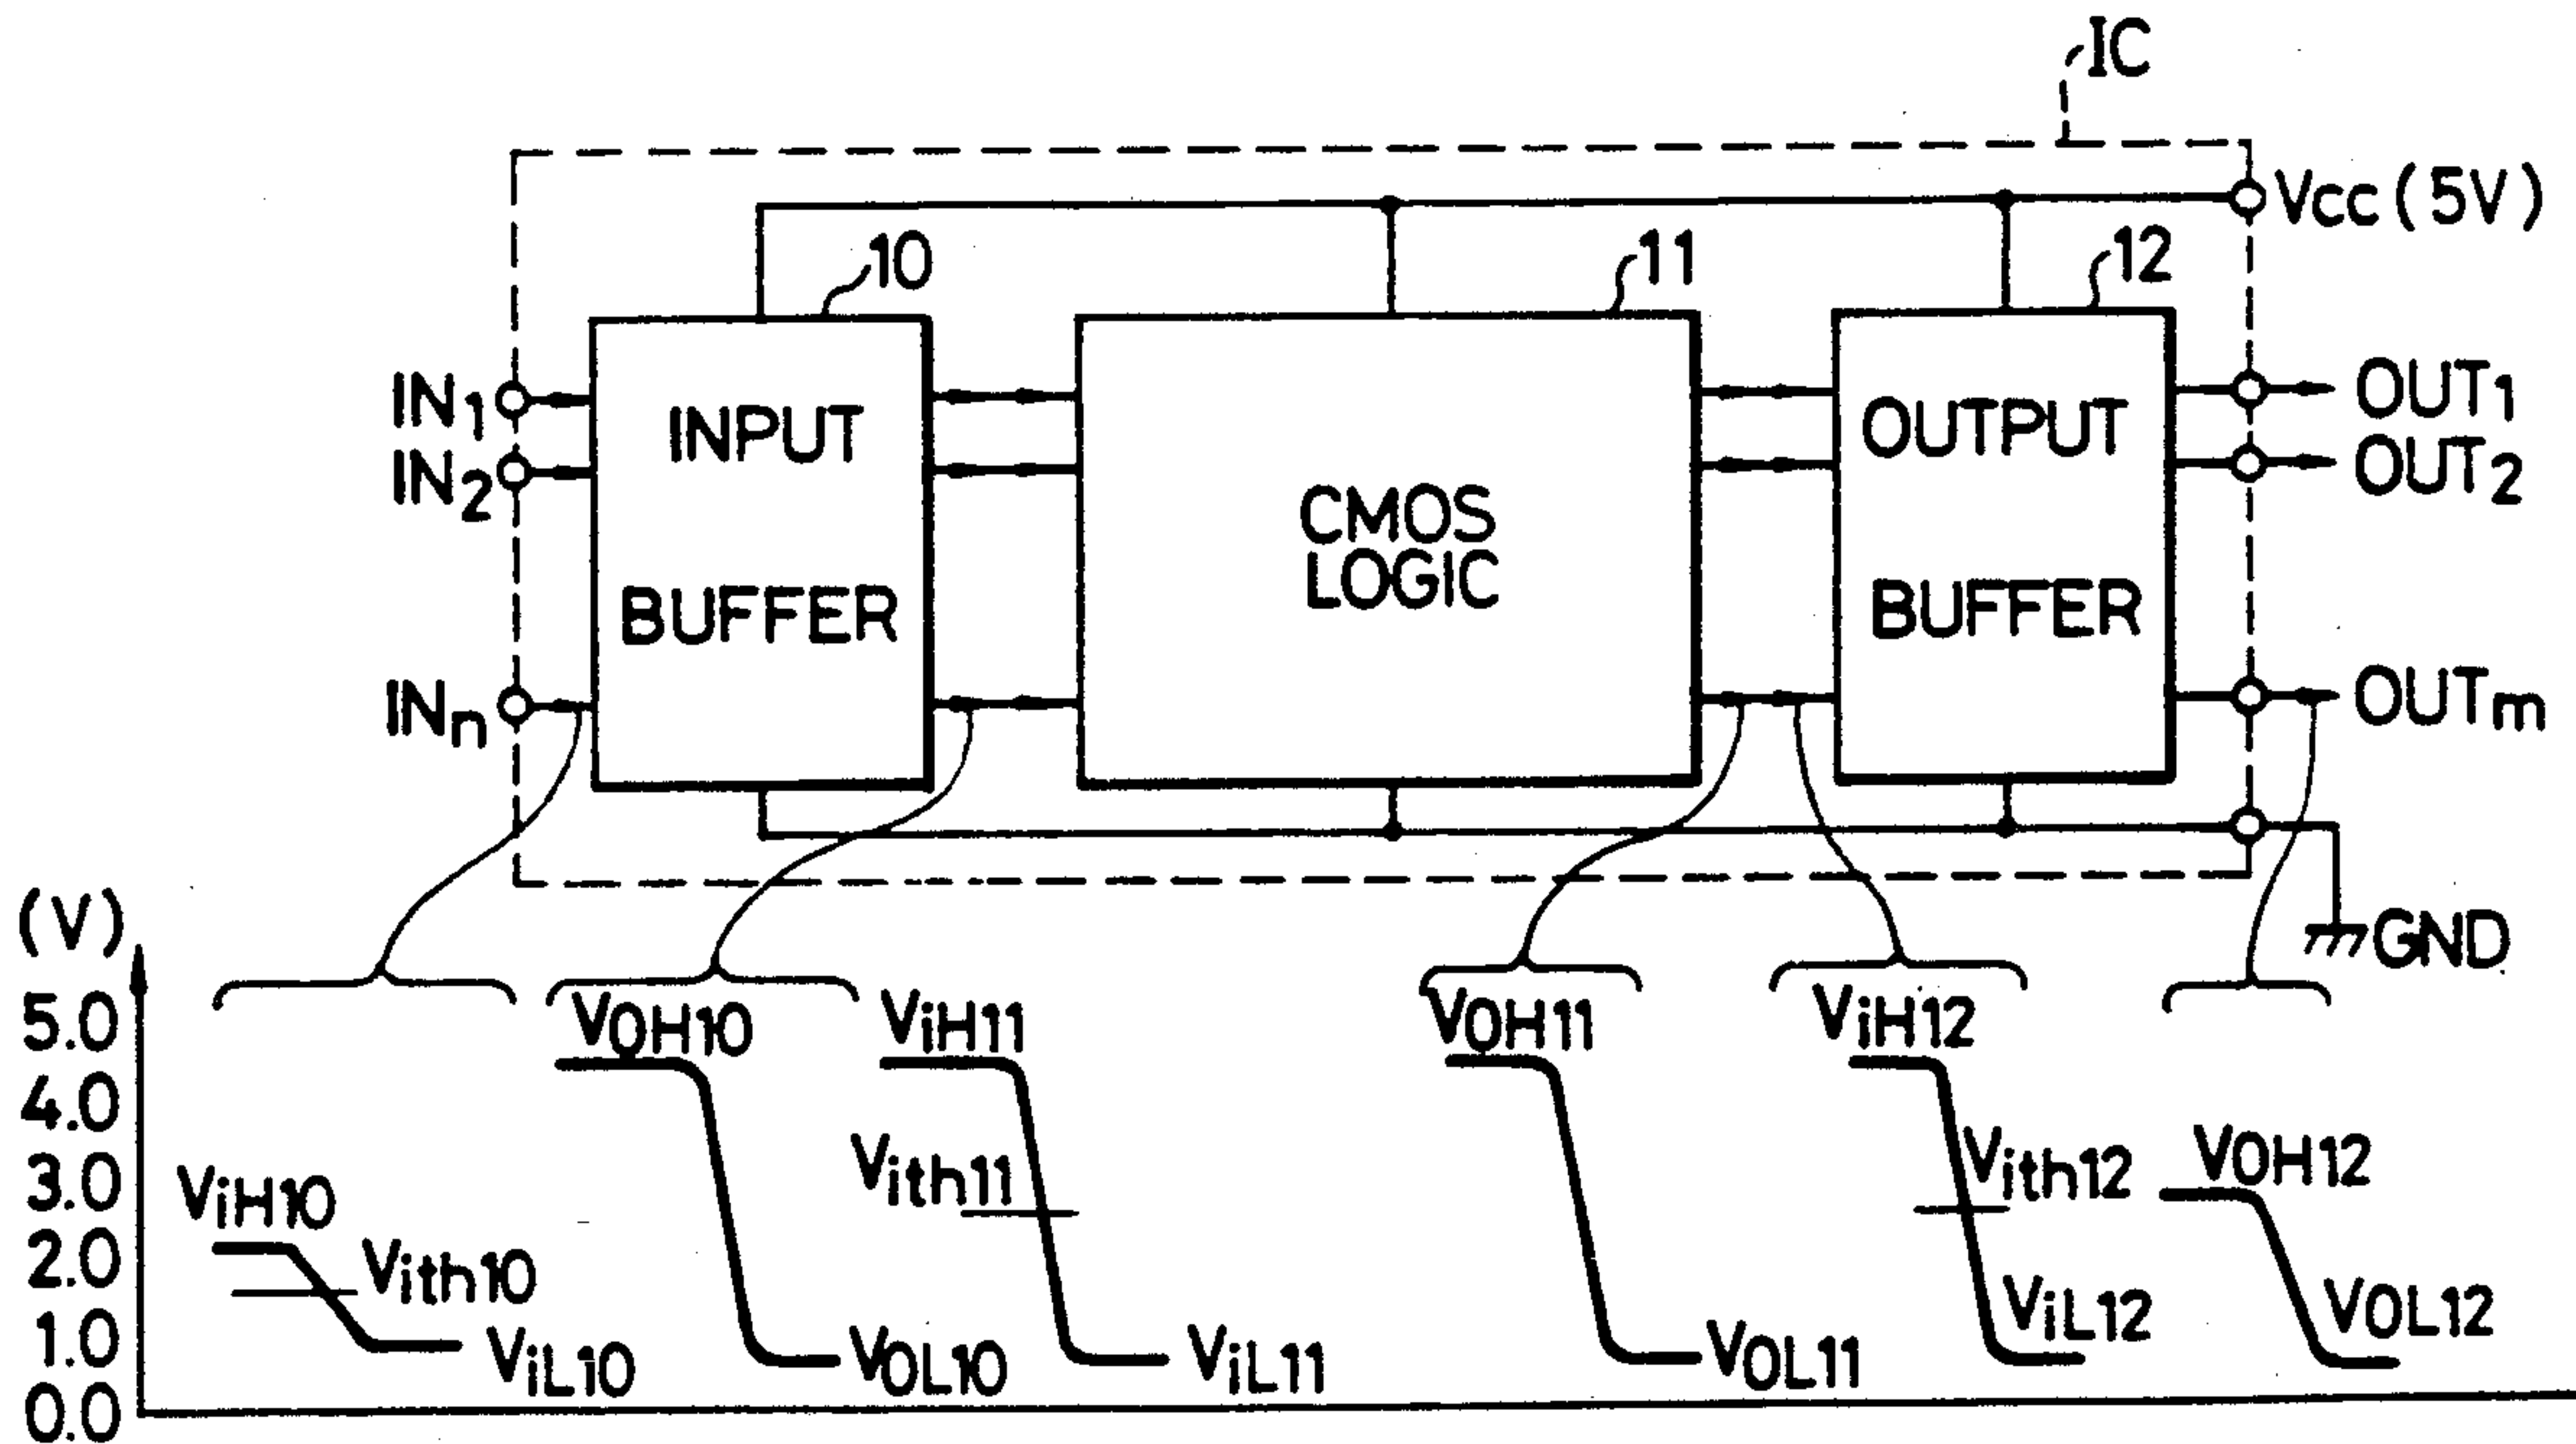 IC
Vcc (5V)
10
11
12
IN1
IN2
INn
INPUT
BUFFER
CMOS
LOGIC
OUTPUT
BUFFER
OUT1
OUT2
OUTm
GND
(V)
5.0
4.0
3.0
2.0
1.0
0.0
ViH10
Vith10
ViL10
VOH10
VOL10
ViH11
Vith11
ViL11
VOH11
VOL11
ViH12
Vith12
ViL12
VOH12
VOL12